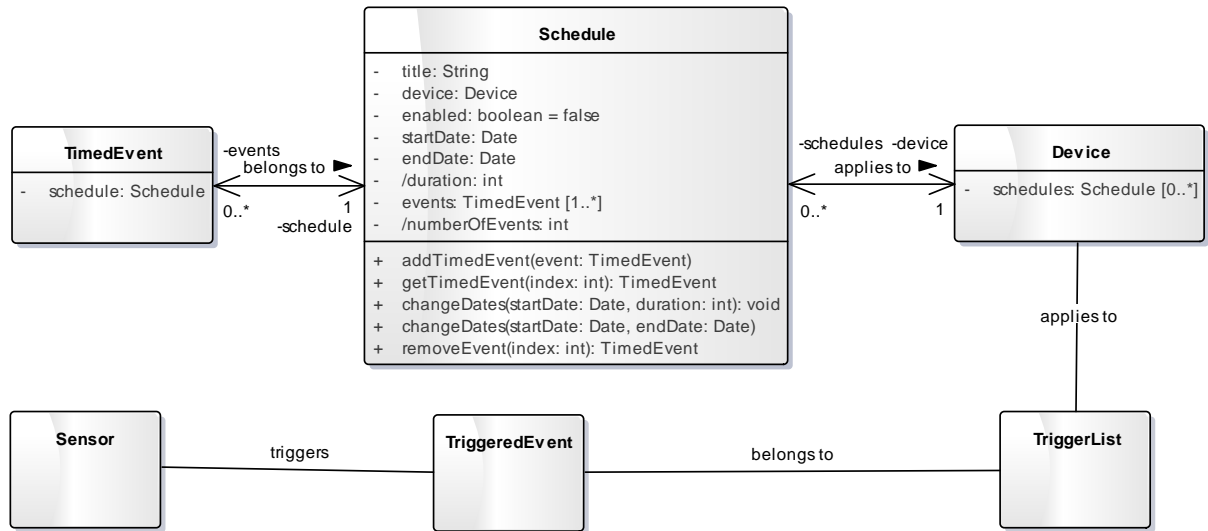 Schedule
- title: String
- device: Device
- enabled: boolean = false
- startDate: Date
- endDate: Date
- /duration: int
- events: TimedEvent [1..*]
- /numberOfEvents: int
+ addTimedEvent(event: TimedEvent)
+ getTimedEvent(index: int): TimedEvent
+ changeDates(startDate: Date, duration: int): void
+ changeDates(startDate: Date, endDate: Date)
+ removeEvent(index: int): TimedEvent
TimedEvent
- schedule: Schedule
-events
belongs to
0..*
1
-schedule
-schedules -device
applies to
0..*
1
Device
- schedules: Schedule [0..*]
applies to
Sensor
triggers
TriggeredEvent
belongs to
TriggerList